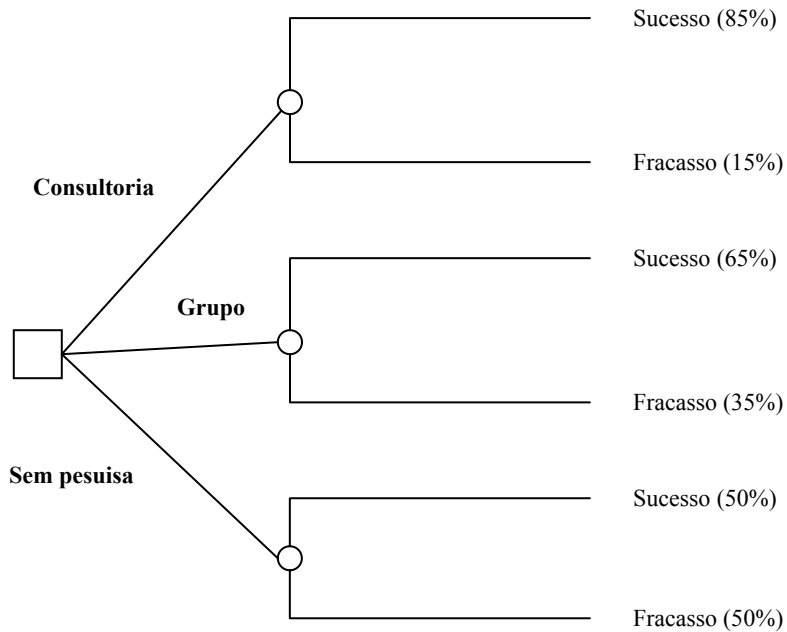 Sucesso (85%)
Fracasso (15%)
Consultoria
Sucesso (65%)
Grupo
Fracasso (35%)
Sem pesuisa
Sucesso (50%)
Fracasso (50%)